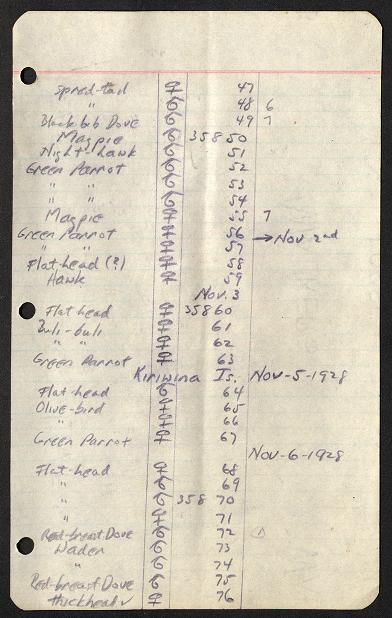 Spred-tail 47
" 48 6
Black bib Dove 49 7
Magpie 35850
Night-hawk 51
Green Parrot 52
" " 53
" " 54
Magpie 55 7
Green Parrot 56 → Nov 2nd
" " 57
Flat-head (?) 58
Hawk 59
Nov. 3
Flat-head 35860
Buli-buli 61
" " 62
Green Parrot 63
Kiriwina Is. Nov-5-1928
Flat-head 64
Olive-bird 65
" 66
Green Parrot 67
Nov-6-1928
Flat-head 68
" 69
" 35870
" 71
Red-breast Dove 72
Wader 73
" 74
Red-breast Dove 75
thickhead ✓ ♀ 76